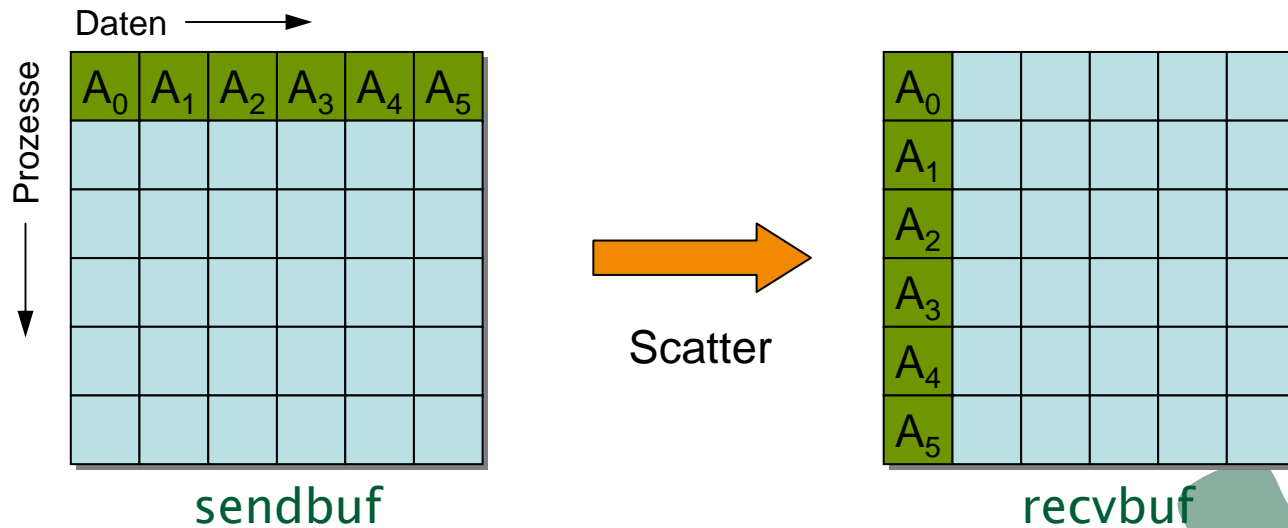 Daten
Prozesse
A₀ A₁ A₂ A₃ A₄ A₅
A₀
A₁
A₂
A₃
A₄
A₅
Scatter
sendbuf
recvbuf